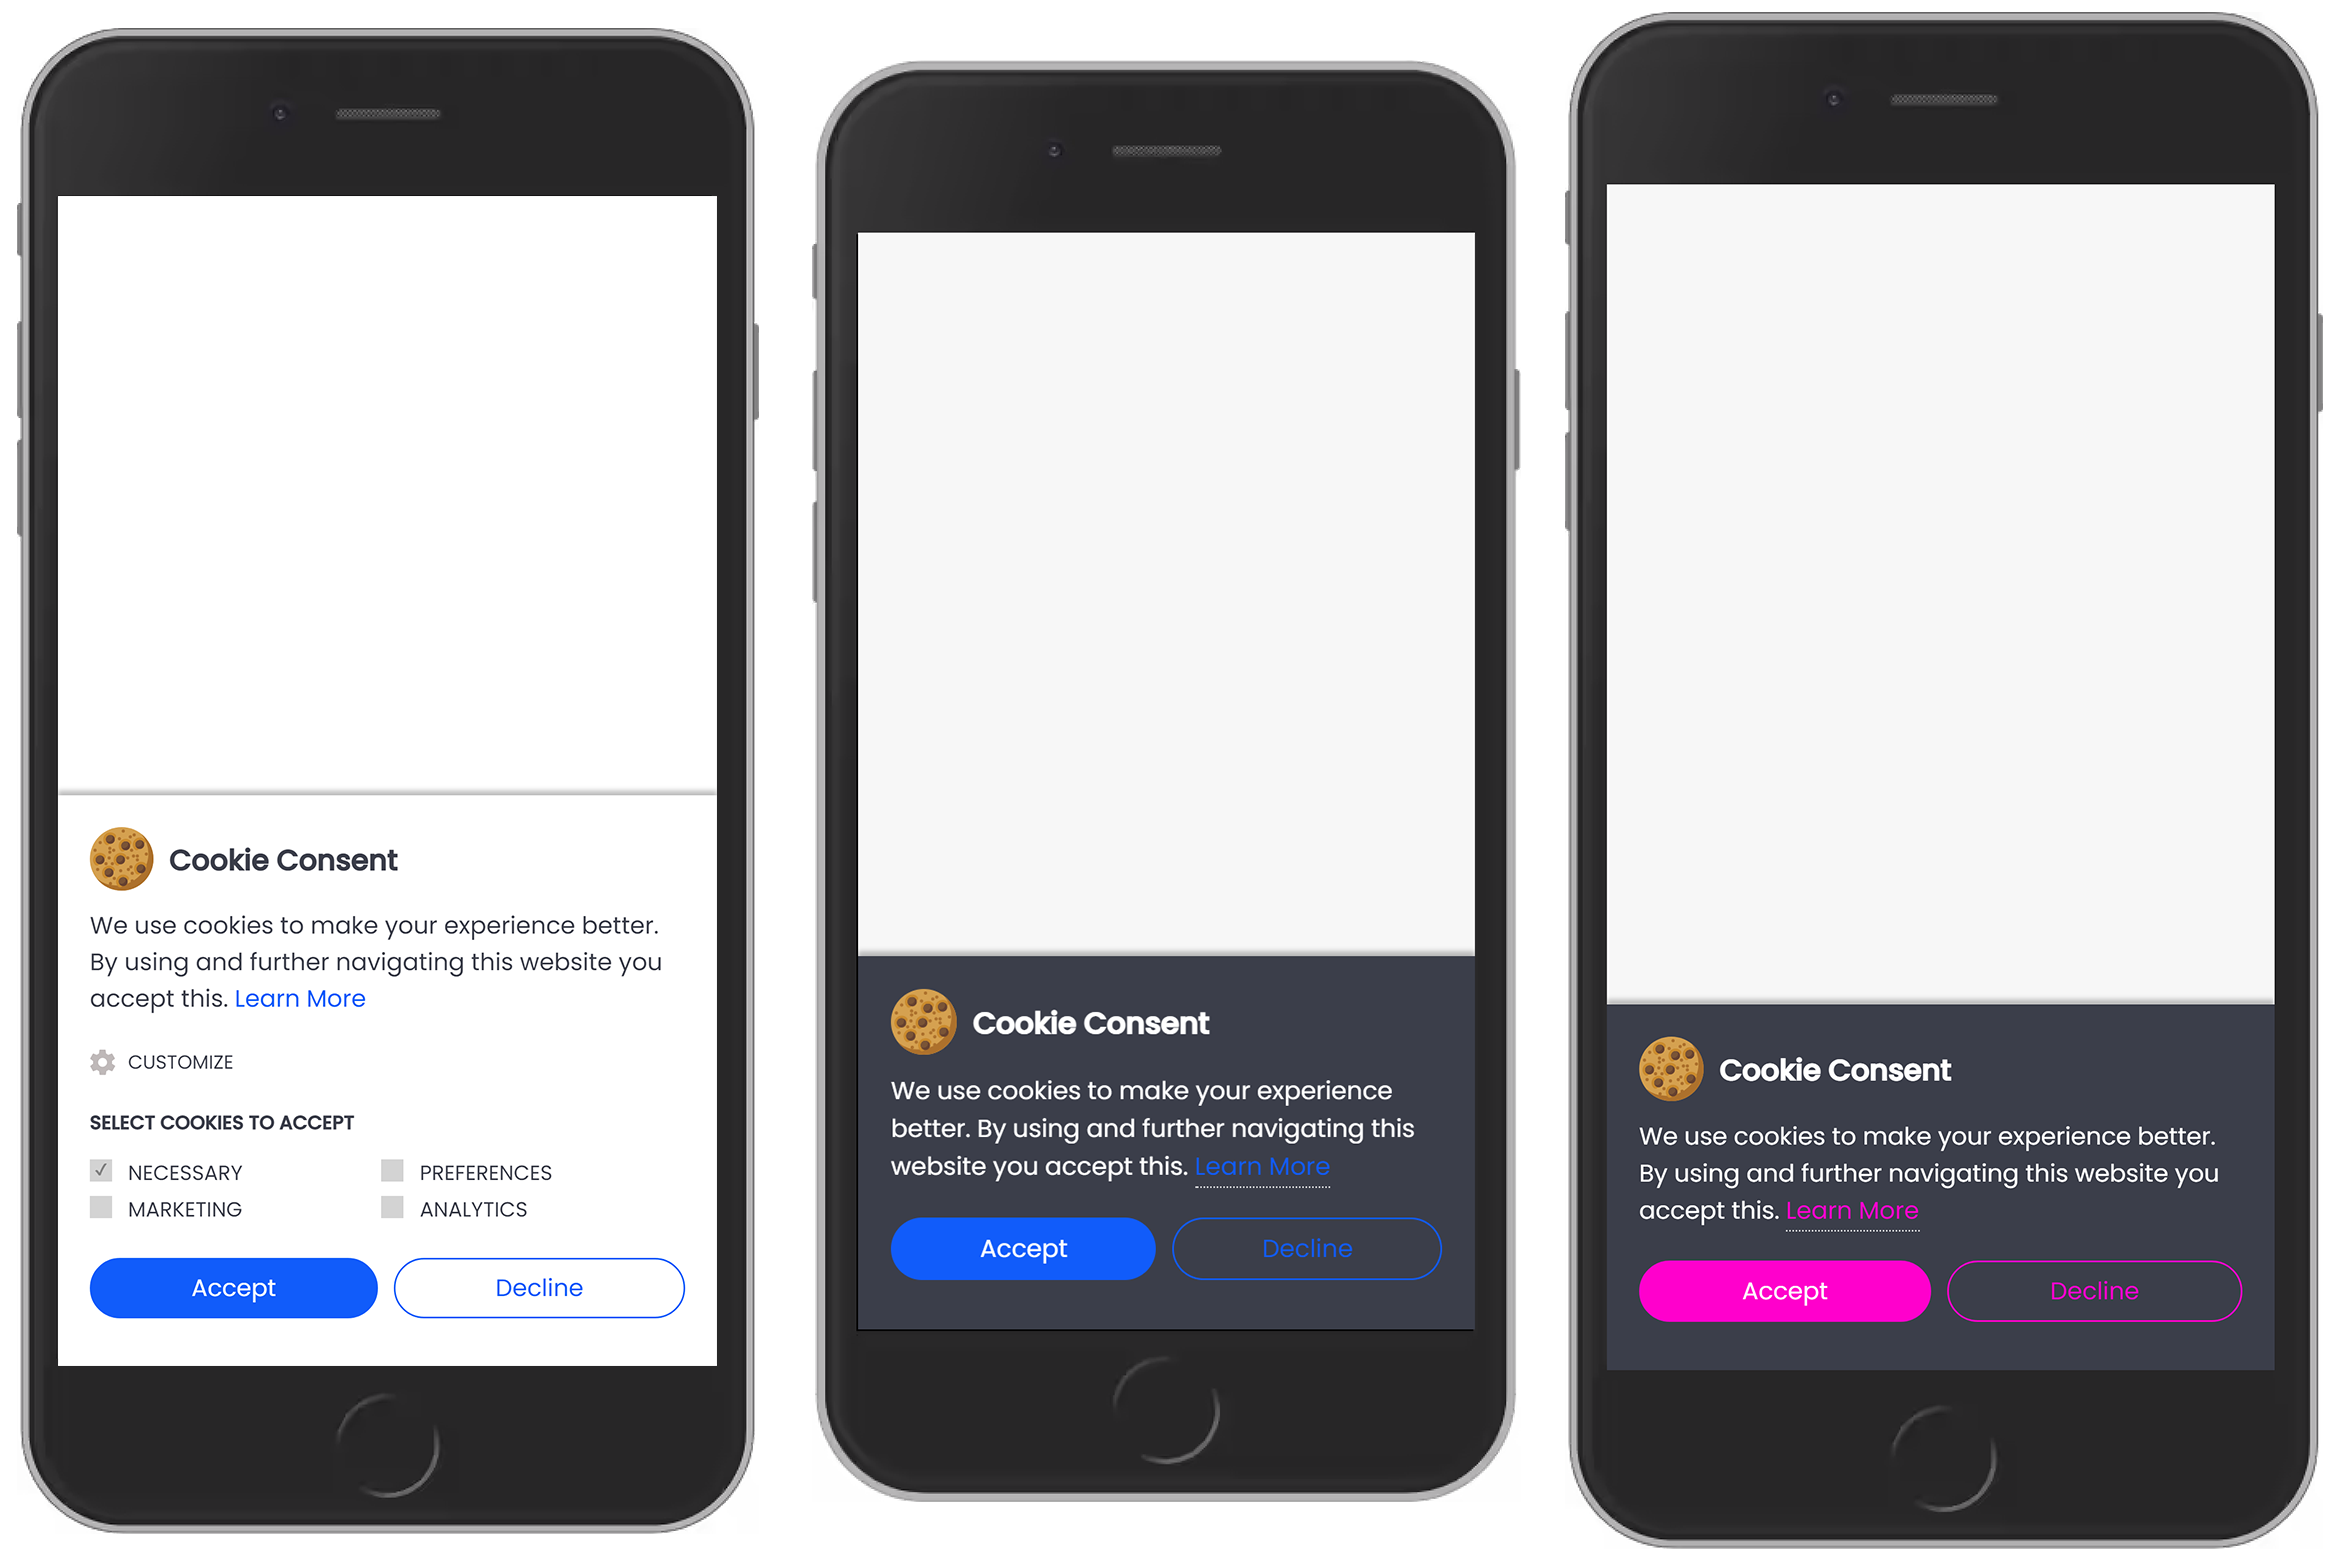 Cookie Consent
We use cookies to make your experience better.
By using and further navigating this website you
accept this. Learn More
CUSTOMIZE
SELECT COOKIES TO ACCEPT
NECESSARY
PREFERENCES
MARKETING
ANALYTICS
Accept
Decline
Cookie Consent
We use cookies to make your experience
better. By using and further navigating this
website you accept this. Learn More
Accept
Decline
Cookie Consent
We use cookies to make your experience better.
By using and further navigating this website you
accept this. Learn More
Accept
Decline